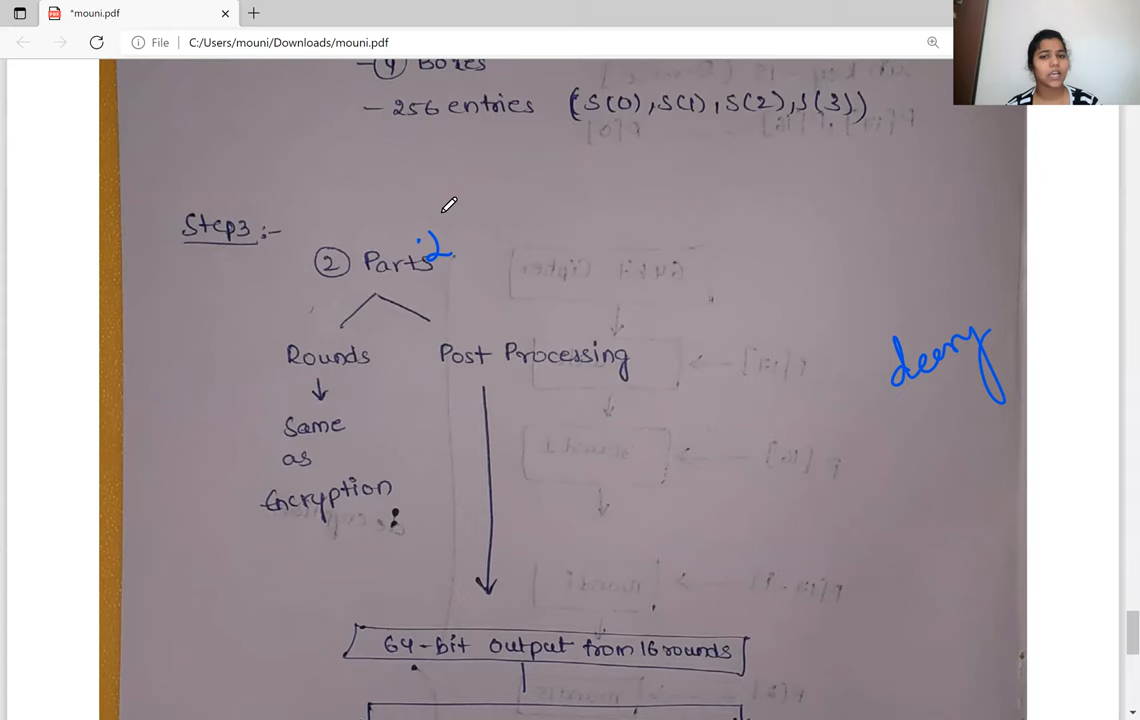 *mouni.pdf
File
C:/Users/mouni/Downloads/mouni.pdf
-(4) Boxes
- 256 entries (S(0), S(1), S(2), S(3))
Step3 :-
2 Parts 2
Rounds
Post Processing
Same
as
Encryption
64-bit output from 16 rounds